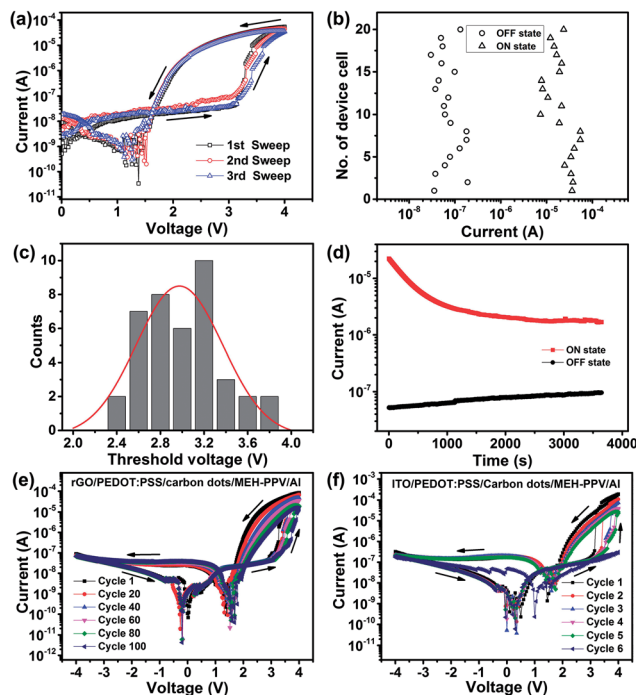 (a)
10⁻⁴
10⁻⁵
10⁻⁶
10⁻⁷
10⁻⁸
10⁻⁹
10⁻¹⁰
10⁻¹¹
Current (A)
1st Sweep
2nd Sweep
3rd Sweep
0 1 2 3 4
Voltage (V)
(b)
20
15
10
5
0
No. of device cell
OFF state
ON state
10⁻⁸ 10⁻⁷ 10⁻⁶ 10⁻⁵ 10⁻⁴
Current (A)
(c)
10
8
6
4
2
0
Counts
2.0 2.4 2.8 3.2 3.6 4.0
Threshold voltage (V)
(d)
10⁻⁵
10⁻⁶
10⁻⁷
Current (A)
ON state
OFF state
0 1000 2000 3000 4000
Time (s)
(e)
rGO/PEDOT:PSS/carbon dots/MEH-PPV/Al
10⁻⁴
10⁻⁵
10⁻⁶
10⁻⁷
10⁻⁸
10⁻⁹
10⁻¹⁰
10⁻¹¹
10⁻¹²
Current (A)
Cycle 1
Cycle 20
Cycle 40
Cycle 60
Cycle 80
Cycle 100
-4 -3 -2 -1 0 1 2 3 4
Voltage (V)
(f)
ITO/PEDOT:PSS/Carbon dots/MEH-PPV/Al
10⁻³
10⁻⁴
10⁻⁵
10⁻⁶
10⁻⁷
10⁻⁸
10⁻⁹
10⁻¹⁰
10⁻¹¹
Current (A)
Cycle 1
Cycle 2
Cycle 3
Cycle 4
Cycle 5
Cycle 6
-4 -3 -2 -1 0 1 2 3 4
Voltage (V)